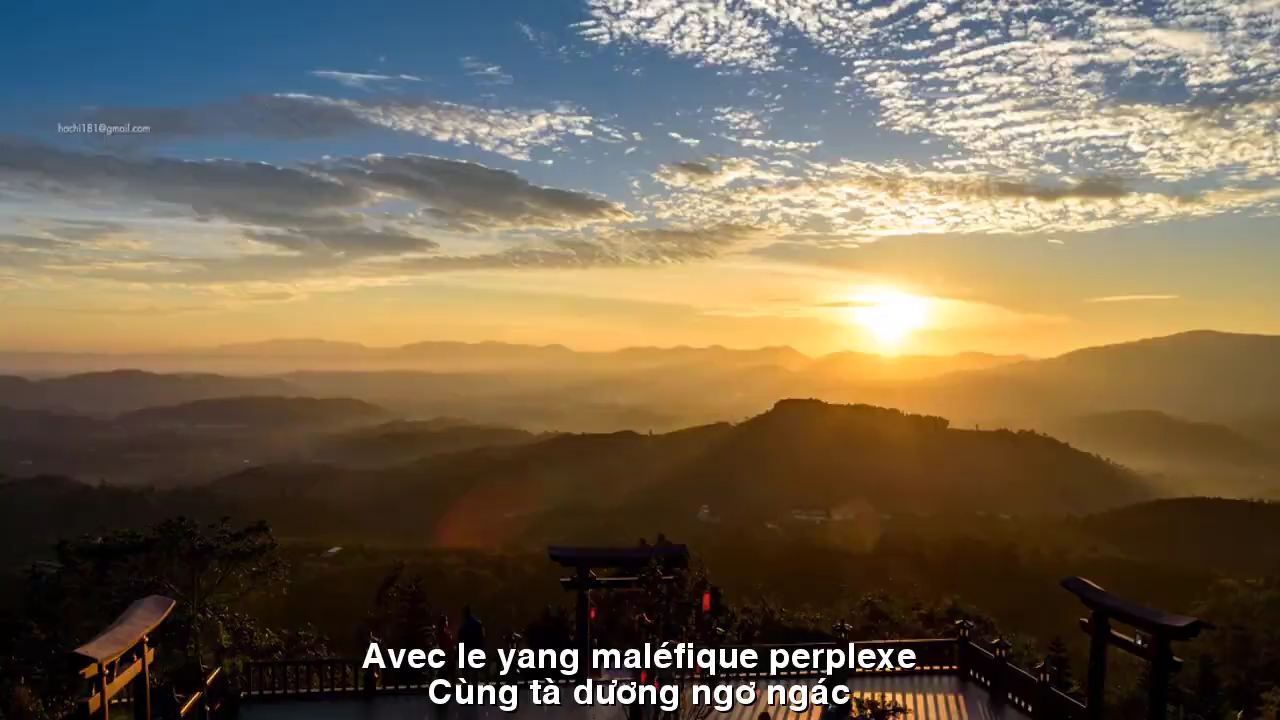 hachi181@gmail.com
Avec le yang maléfique perplexe
Cùng tà dương ngơ ngác